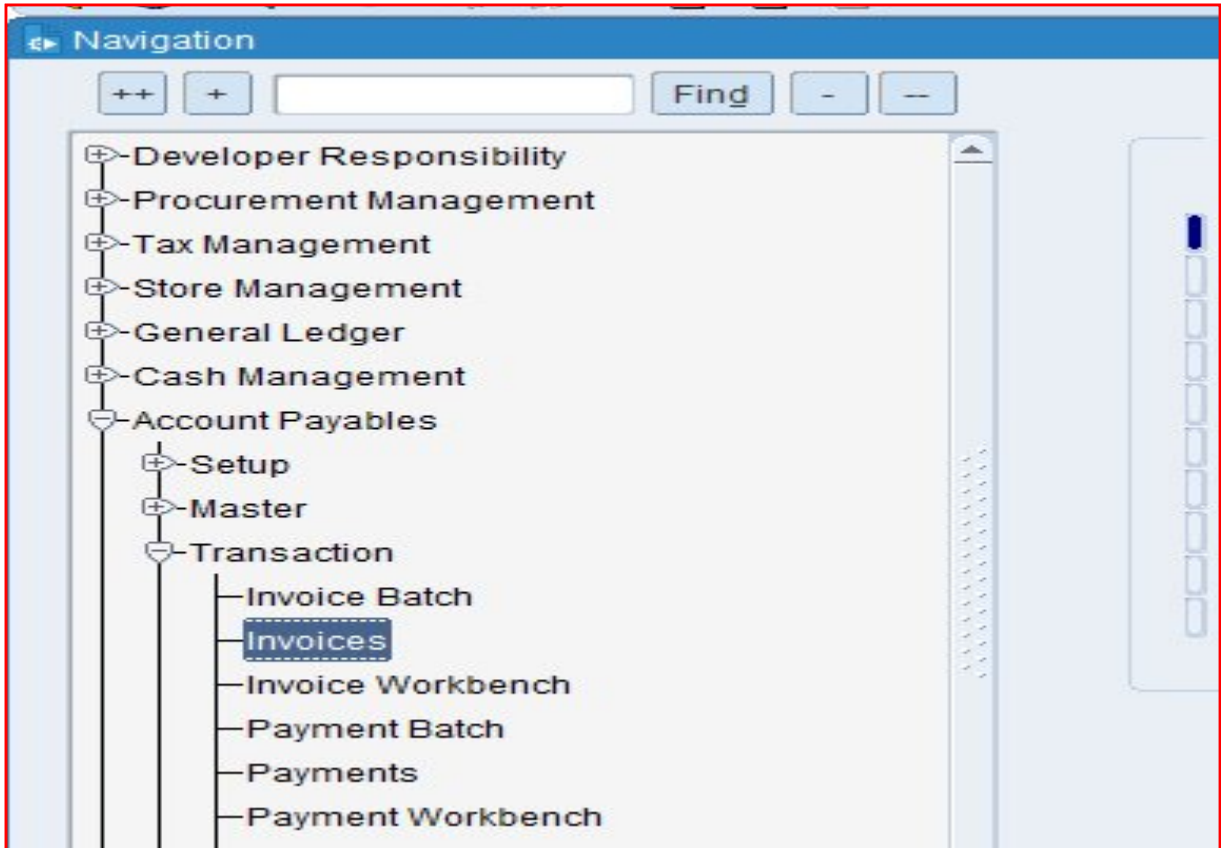 Navigation
++ + Find - --
Developer Responsibility
Procurement Management
Tax Management
Store Management
General Ledger
Cash Management
Account Payables
Setup
Master
Transaction
Invoice Batch
Invoices
Invoice Workbench
Payment Batch
Payments
Payment Workbench